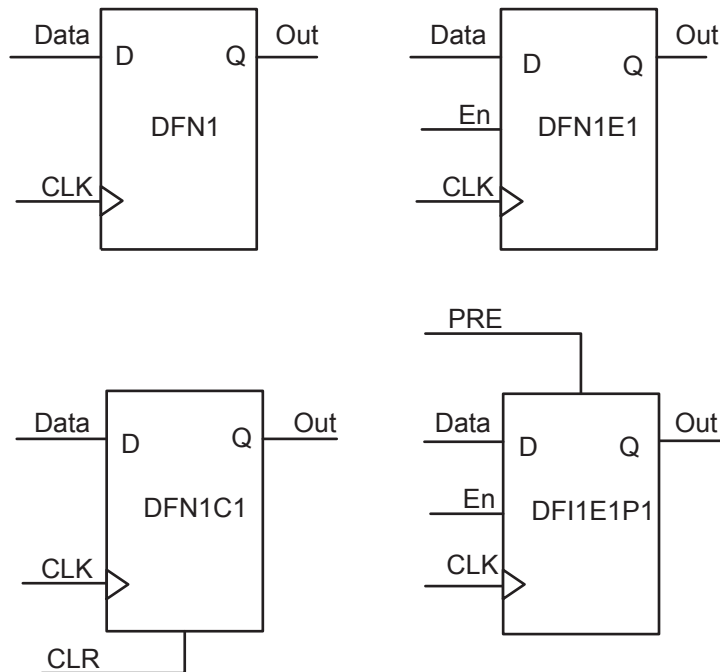 Data
D
Q
Out
DFN1
CLK
Data
D
Q
Out
En
DFN1E1
CLK
Data
D
Q
Out
DFN1C1
CLK
CLR
PRE
Data
D
Q
Out
En
DFI1E1P1
CLK